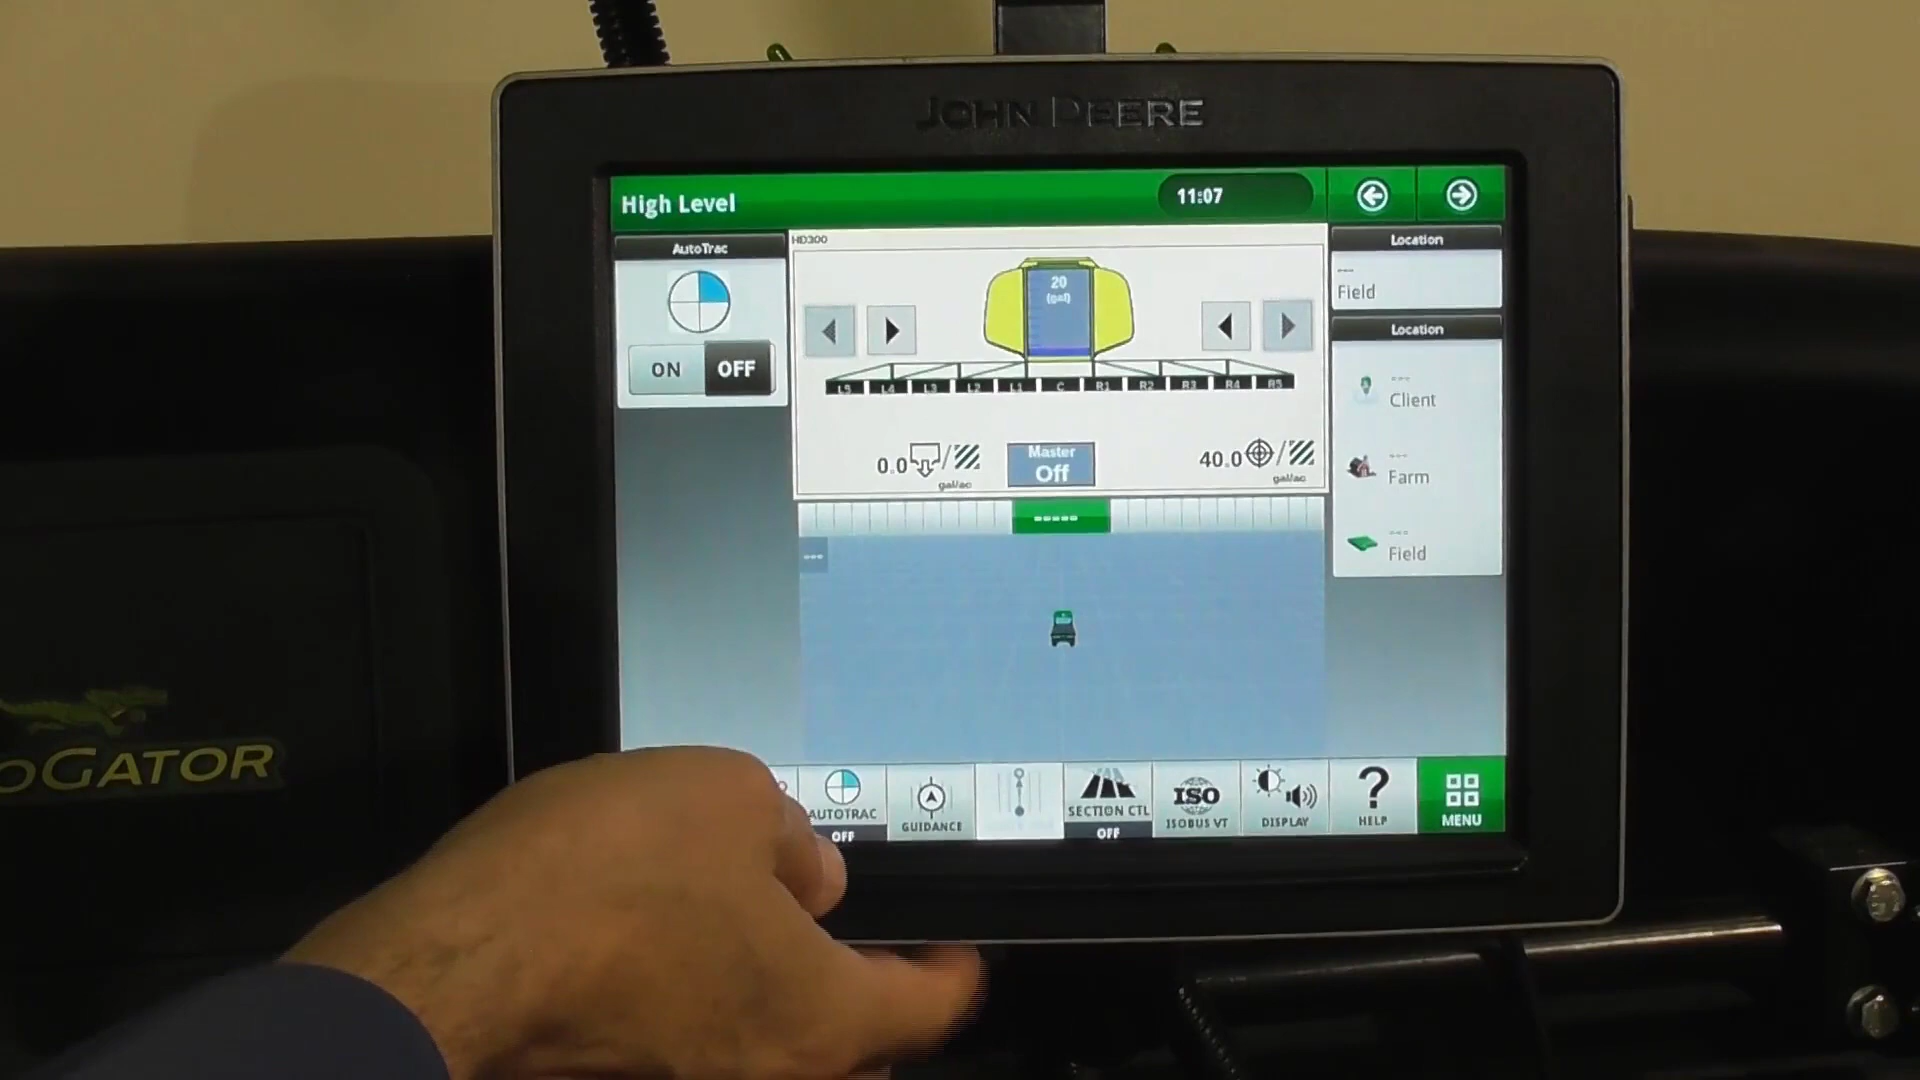 JOHN DEERE
High Level
11:07
AutoTrac
ON OFF
HD300
20
(gal)
L5 L4 L3 L2 L1 C R1 R2 R3 R4 R5
0.0 / gal/ac
Master
Off
40.0 / gal/ac
-----
---
Location
---
Field
Location
---
Client
---
Farm
---
Field
AUTOTRAC
OFF
GUIDANCE
SECTION CTL
OFF
ISO
ISOBUS VT
DISPLAY
?
HELP
MENU
OGATOR